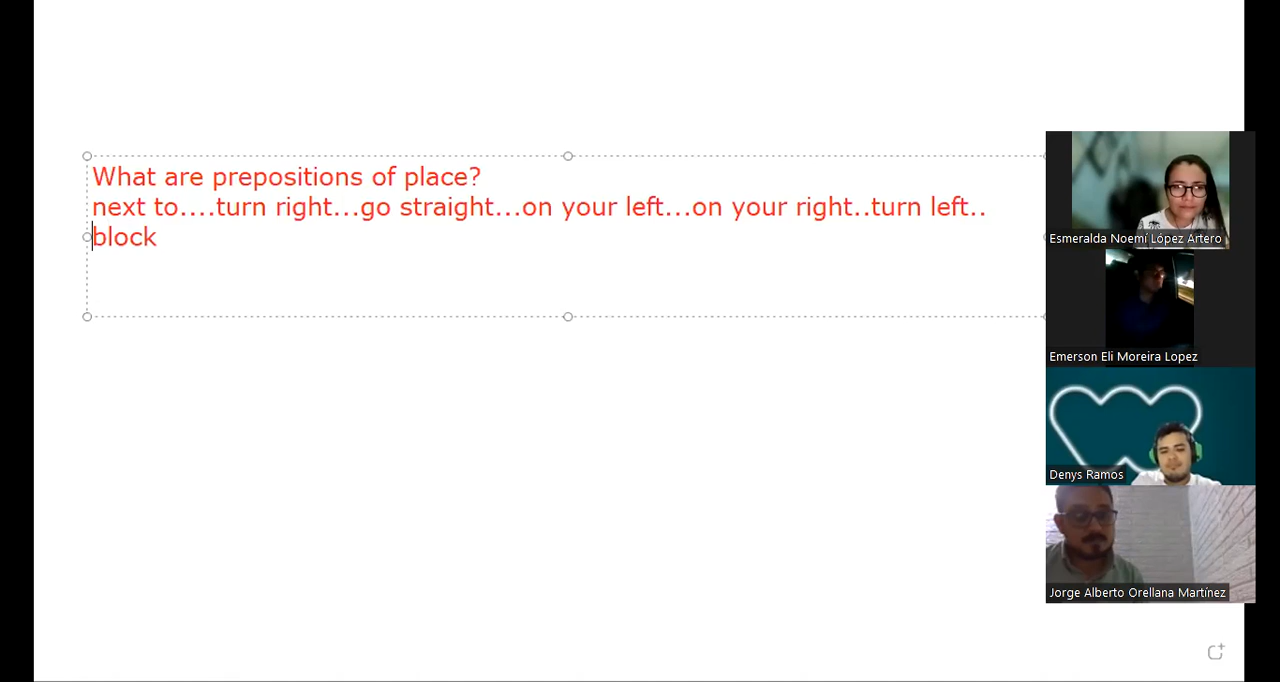 What are prepositions of place?
next to....turn right...go straight...on your left...on your right..turn left..
block
Esmeralda Noemí López Artero
Emerson Eli Moreira Lopez
Denys Ramos
Jorge Alberto Orellana Martínez